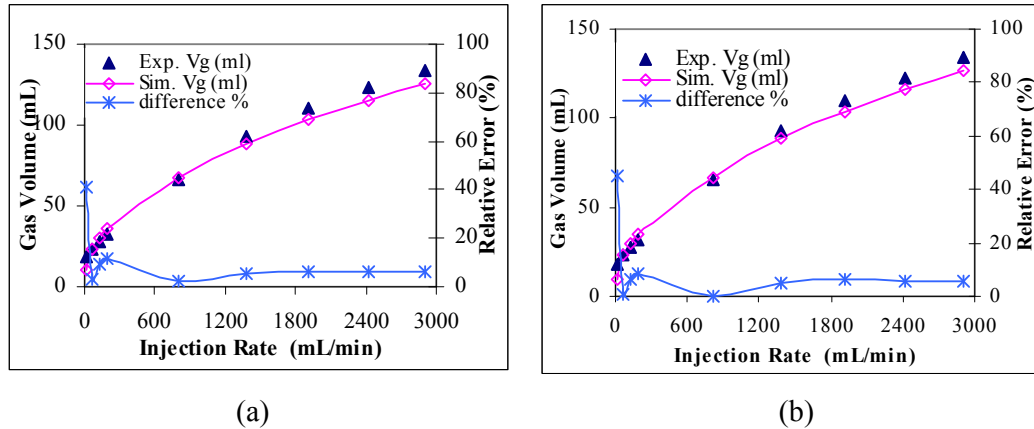 150
100
50
0
100
80
60
40
20
0
Exp. Vg (ml)
Sim. Vg (ml)
difference %
Gas Volume (mL)
Relative Error (%)
0 600 1200 1800 2400 3000
Injection Rate (mL/min)
(a)
150
100
50
0
100
80
60
40
20
0
Exp. Vg (ml)
Sim. Vg (ml)
difference %
Gas Volume (mL)
Relative Error (%)
0 600 1200 1800 2400 3000
Injection Rate (mL/min)
(b)